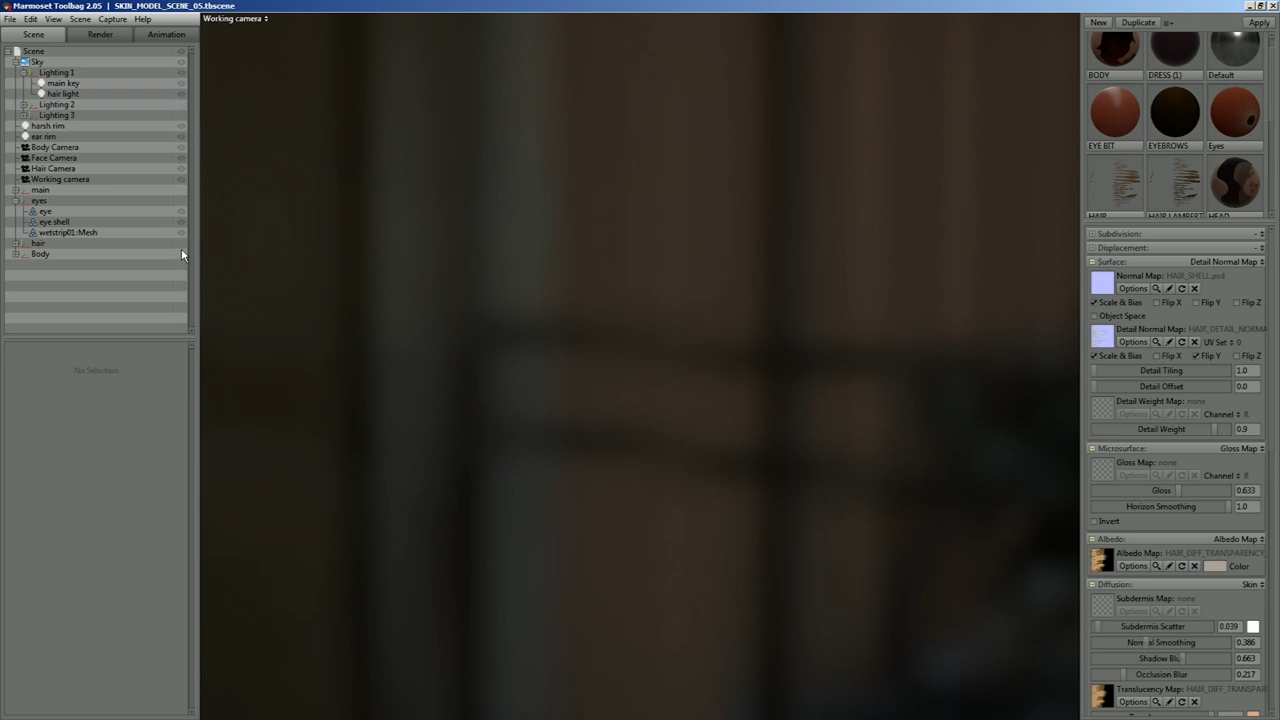 Marmoset Toolbag 2.05 | SKIN_MODEL_SCENE_05.tbscene
File Edit View Scene Capture Help
Scene Render Animation
Scene
Sky
Lighting 1
main key
hair light
Lighting 2
Lighting 3
harsh rim
ear rim
Body Camera
Face Camera
Hair Camera
Working camera
main
eyes
eye
eye shell
wetstrip01:Mesh
hair
Body
No Selection
Working camera
New Duplicate Apply
BODY DRESS (1) Default
EYE BIT EYEBROWS Eyes
HAIR HAIR LAMBERT HEAD
Subdivision: -
Displacement: -
Surface: Detail Normal Map
Normal Map: HAIR_SHELL.psd
Options
Scale & Bias Flip X Flip Y Flip Z
Object Space
Detail Normal Map: HAIR_DETAIL_NORMA
Options UV Set 0
Scale & Bias Flip X Flip Y Flip Z
Detail Tiling 1.0
Detail Offset 0.0
Detail Weight Map: none
Options Channel R
Detail Weight 0.9
Microsurface: Gloss Map
Gloss Map: none
Options Channel R
Gloss 0.633
Horizon Smoothing 1.0
Invert
Albedo: Albedo Map
Albedo Map: HAIR_DIFF_TRANSPARENCY
Options Color
Diffusion: Skin
Subdermis Map: none
Options
Subdermis Scatter 0.039
Normal Smoothing 0.386
Shadow Blur 0.663
Occlusion Blur 0.217
Translucency Map: HAIR_DIFF_TRANSPAR
Options